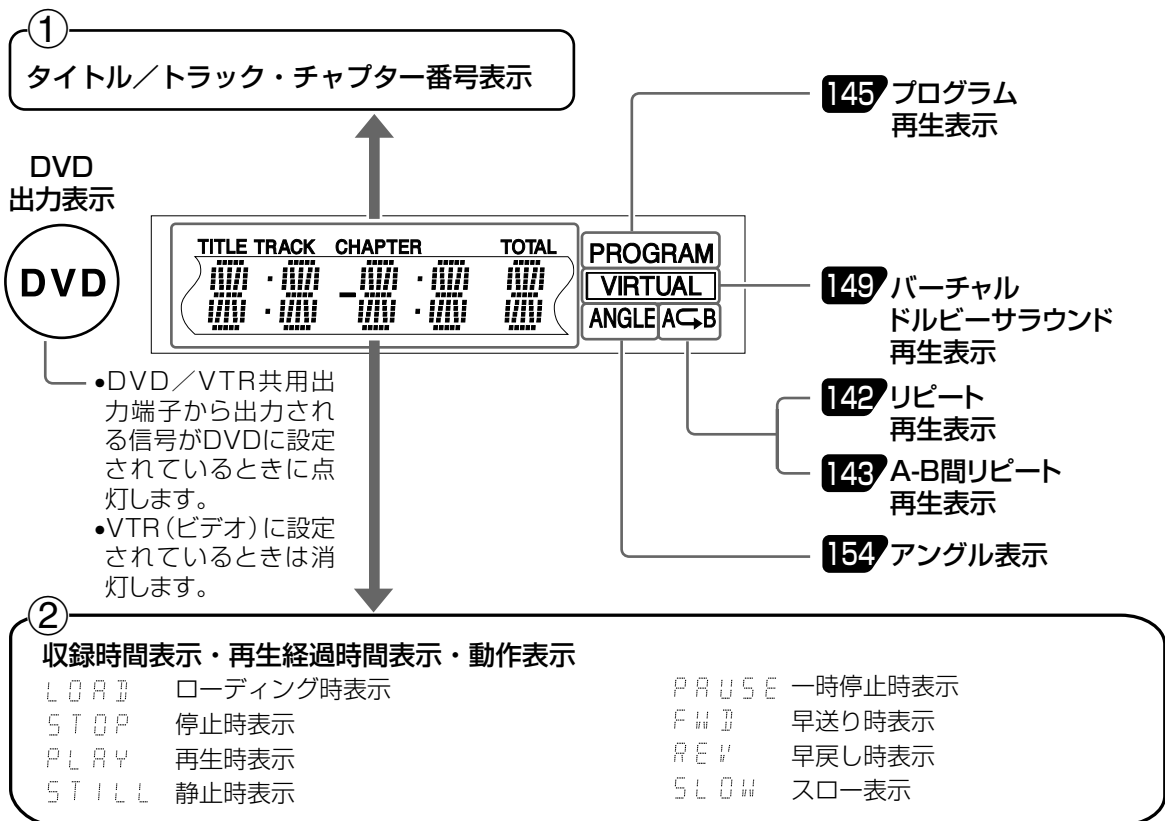 ①
タイトル／トラック・チャプター番号表示
DVD
出力表示
DVD
TITLE TRACK CHAPTER TOTAL
PROGRAM
VIRTUAL
ANGLE A B
145 プログラム
再生表示
149 バーチャル
ドルビーサラウンド
再生表示
142 リピート
再生表示
143 A-B間リピート
再生表示
154 アングル表示
•DVD／VTR共用出
力端子から出力され
る信号がDVDに設定
されているときに点
灯します。
•VTR（ビデオ）に設定
されているときは消
灯します。
②
収録時間表示・再生経過時間表示・動作表示
LOAD ローディング時表示
STOP 停止時表示
PLAY 再生時表示
STILL 静止時表示
PAUSE 一時停止時表示
FWD 早送り時表示
REV 早戻し時表示
SLOW スロー表示